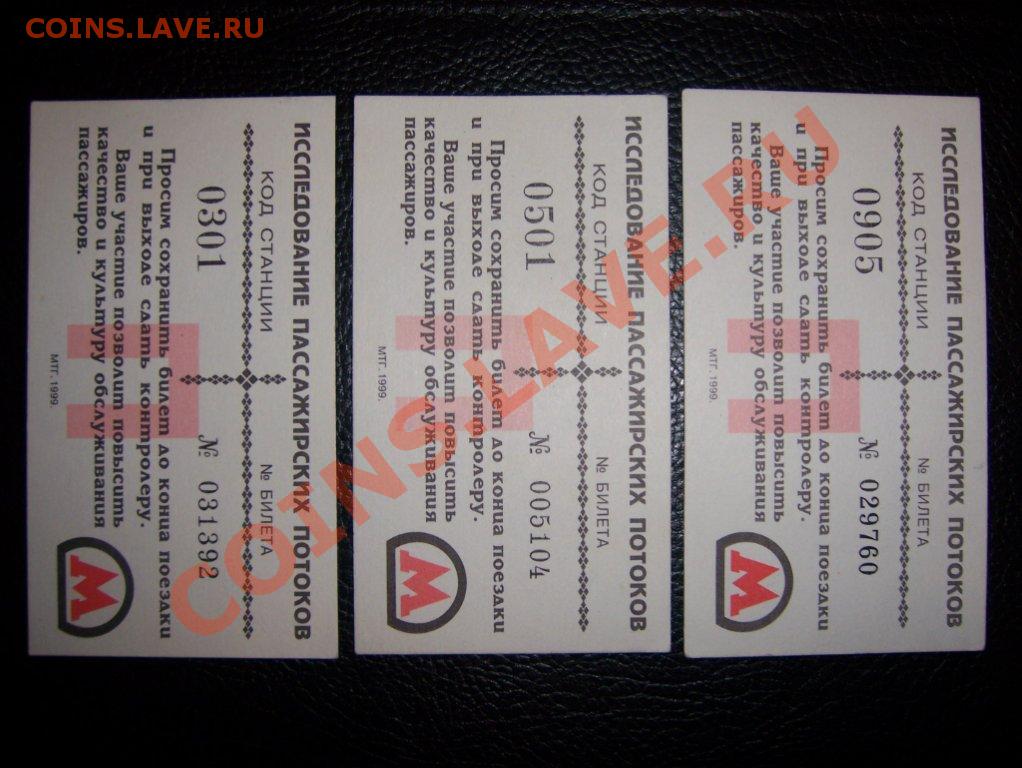 COINS.LAVE.RU
ИССЛЕДОВАНИЕ ПАССАЖИРСКИХ ПОТОКОВ
КОД СТАНЦИИ № БИЛЕТА
0301 № 031392
Просим сохранить билет до конца поездки
и при выходе сдать контролеру.
Ваше участие позволит повысить
качество и культуру обслуживания
пассажиров.
МТГ. 1999.
М
ИССЛЕДОВАНИЕ ПАССАЖИРСКИХ ПОТОКОВ
КОД СТАНЦИИ № БИЛЕТА
0501 № 005104
Просим сохранить билет до конца поездки
и при выходе сдать контролеру.
Ваше участие позволит повысить
качество и культуру обслуживания
пассажиров.
МТГ. 1999.
М
ИССЛЕДОВАНИЕ ПАССАЖИРСКИХ ПОТОКОВ
КОД СТАНЦИИ № БИЛЕТА
0905 № 029760
Просим сохранить билет до конца поездки
и при выходе сдать контролеру.
Ваше участие позволит повысить
качество и культуру обслуживания
пассажиров.
МТГ. 1999.
М
COINS.LAVE.RU